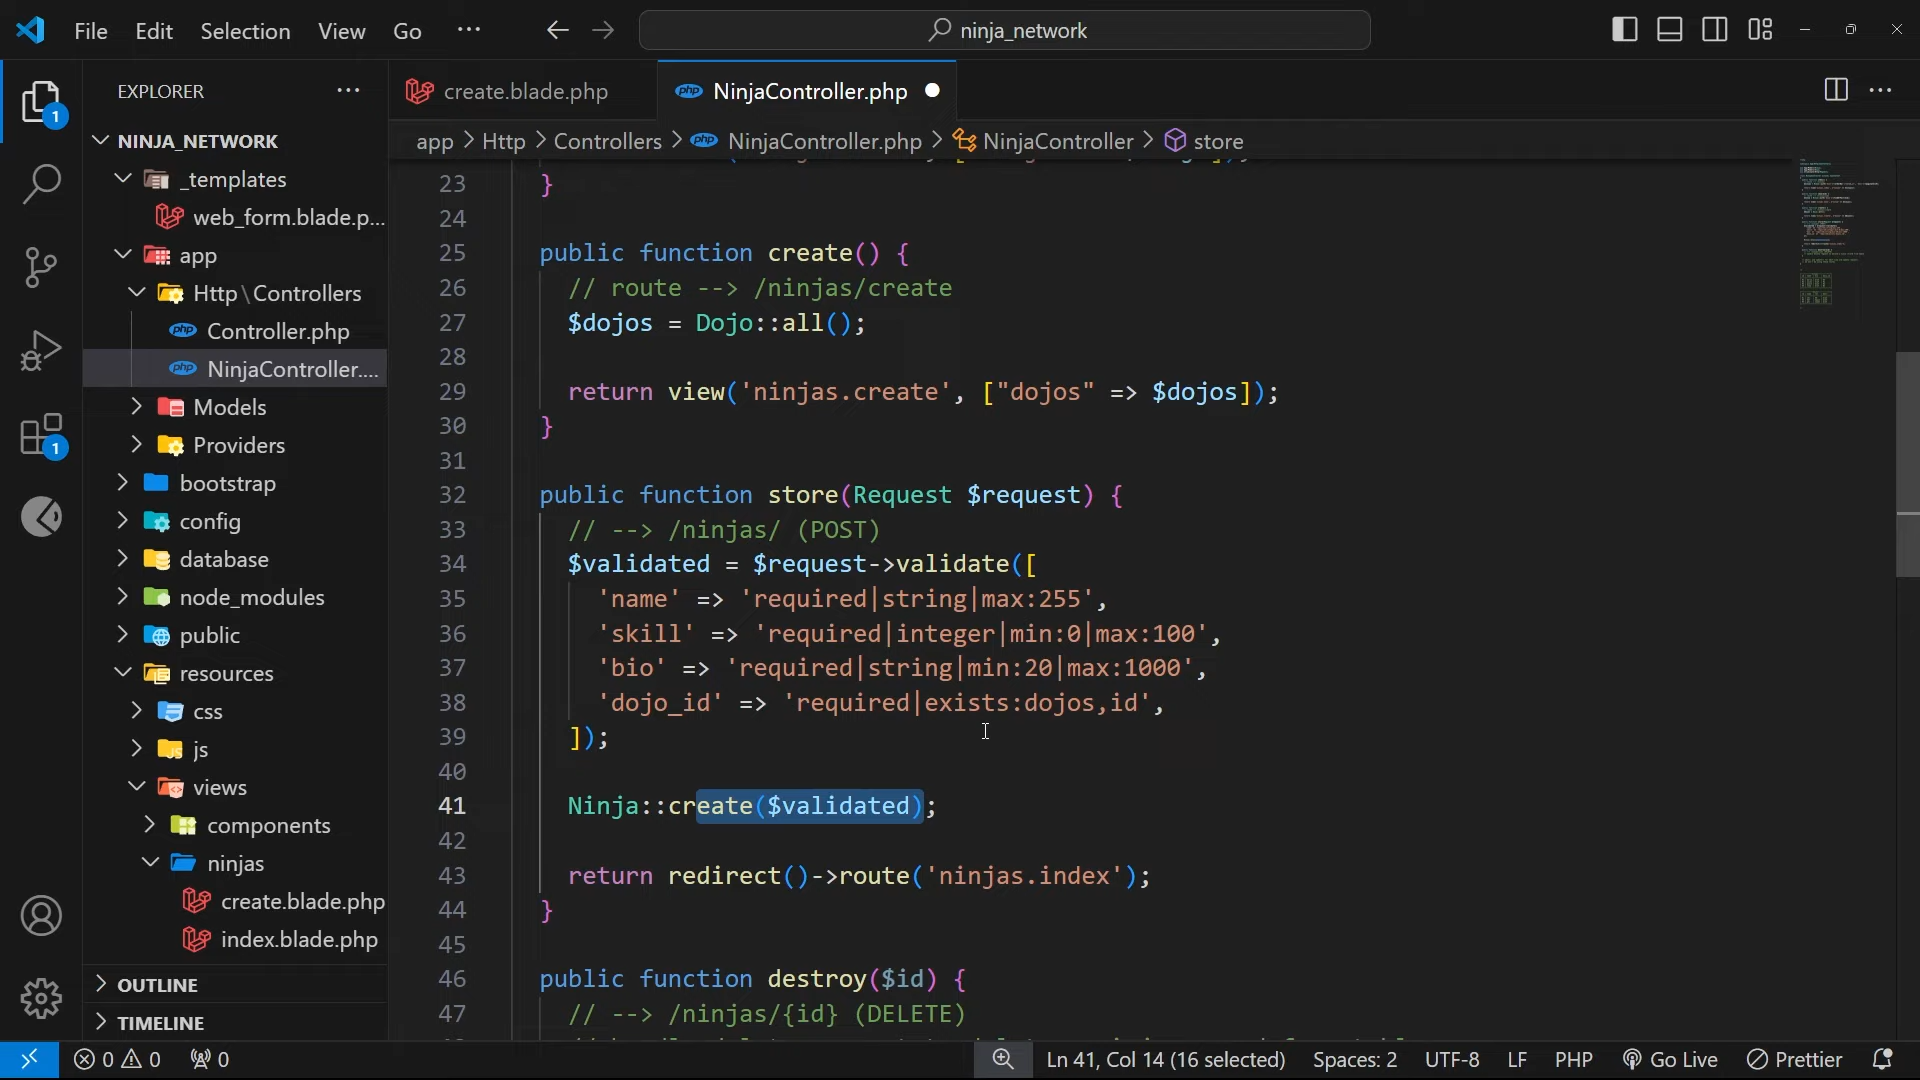 File Edit Selection View Go ··· ninja_network
EXPLORER ···
NINJA_NETWORK
_templates
web_form.blade.p...
app
Http\Controllers
Controller.php
NinjaController....
Models
Providers
bootstrap
config
database
node_modules
public
resources
css
js
views
components
ninjas
create.blade.php
index.blade.php
OUTLINE
TIMELINE
1
1
create.blade.php NinjaController.php
app > Http > Controllers > NinjaController.php > NinjaController > store
23 }
24
25 public function create() {
26 // route --> /ninjas/create
27 $dojos = Dojo::all();
28
29 return view('ninjas.create', ["dojos" => $dojos]);
30 }
31
32 public function store(Request $request) {
33 // --> /ninjas/ (POST)
34 $validated = $request->validate([
35 'name' => 'required|string|max:255',
36 'skill' => 'required|integer|min:0|max:100',
37 'bio' => 'required|string|min:20|max:1000',
38 'dojo_id' => 'required|exists:dojos,id',
39 ]);
40
41 Ninja::create($validated);
42
43 return redirect()->route('ninjas.index');
44 }
45
46 public function destroy($id) {
47 // --> /ninjas/{id} (DELETE)
0 0 0 Ln 41, Col 14 (16 selected) Spaces: 2 UTF-8 LF PHP Go Live Prettier